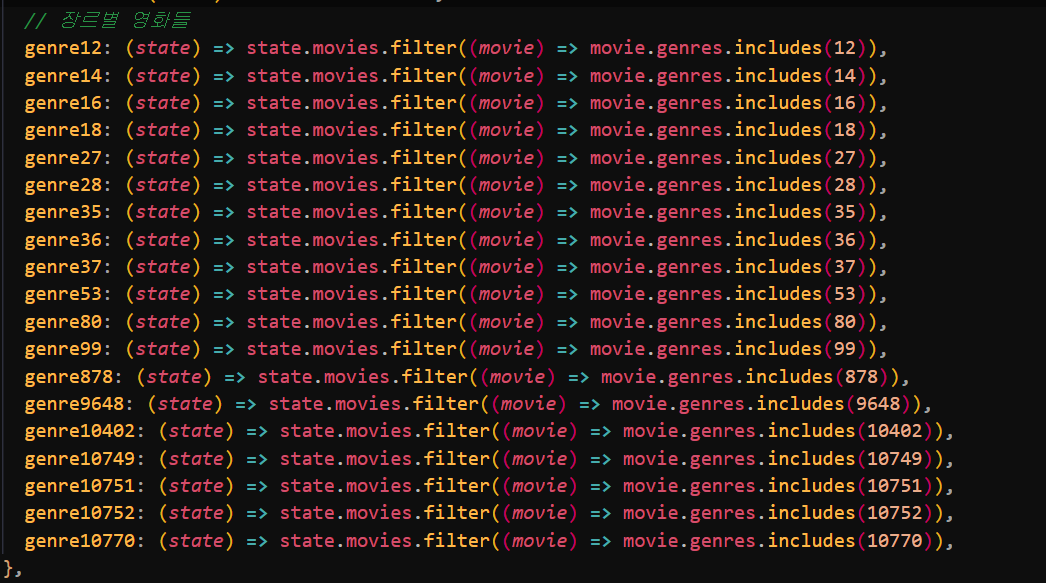 // 장르별 영화들
genre12: (state) => state.movies.filter((movie) => movie.genres.includes(12)),
genre14: (state) => state.movies.filter((movie) => movie.genres.includes(14)),
genre16: (state) => state.movies.filter((movie) => movie.genres.includes(16)),
genre18: (state) => state.movies.filter((movie) => movie.genres.includes(18)),
genre27: (state) => state.movies.filter((movie) => movie.genres.includes(27)),
genre28: (state) => state.movies.filter((movie) => movie.genres.includes(28)),
genre35: (state) => state.movies.filter((movie) => movie.genres.includes(35)),
genre36: (state) => state.movies.filter((movie) => movie.genres.includes(36)),
genre37: (state) => state.movies.filter((movie) => movie.genres.includes(37)),
genre53: (state) => state.movies.filter((movie) => movie.genres.includes(53)),
genre80: (state) => state.movies.filter((movie) => movie.genres.includes(80)),
genre99: (state) => state.movies.filter((movie) => movie.genres.includes(99)),
genre878: (state) => state.movies.filter((movie) => movie.genres.includes(878)),
genre9648: (state) => state.movies.filter((movie) => movie.genres.includes(9648)),
genre10402: (state) => state.movies.filter((movie) => movie.genres.includes(10402)),
genre10749: (state) => state.movies.filter((movie) => movie.genres.includes(10749)),
genre10751: (state) => state.movies.filter((movie) => movie.genres.includes(10751)),
genre10752: (state) => state.movies.filter((movie) => movie.genres.includes(10752)),
genre10770: (state) => state.movies.filter((movie) => movie.genres.includes(10770)),
},